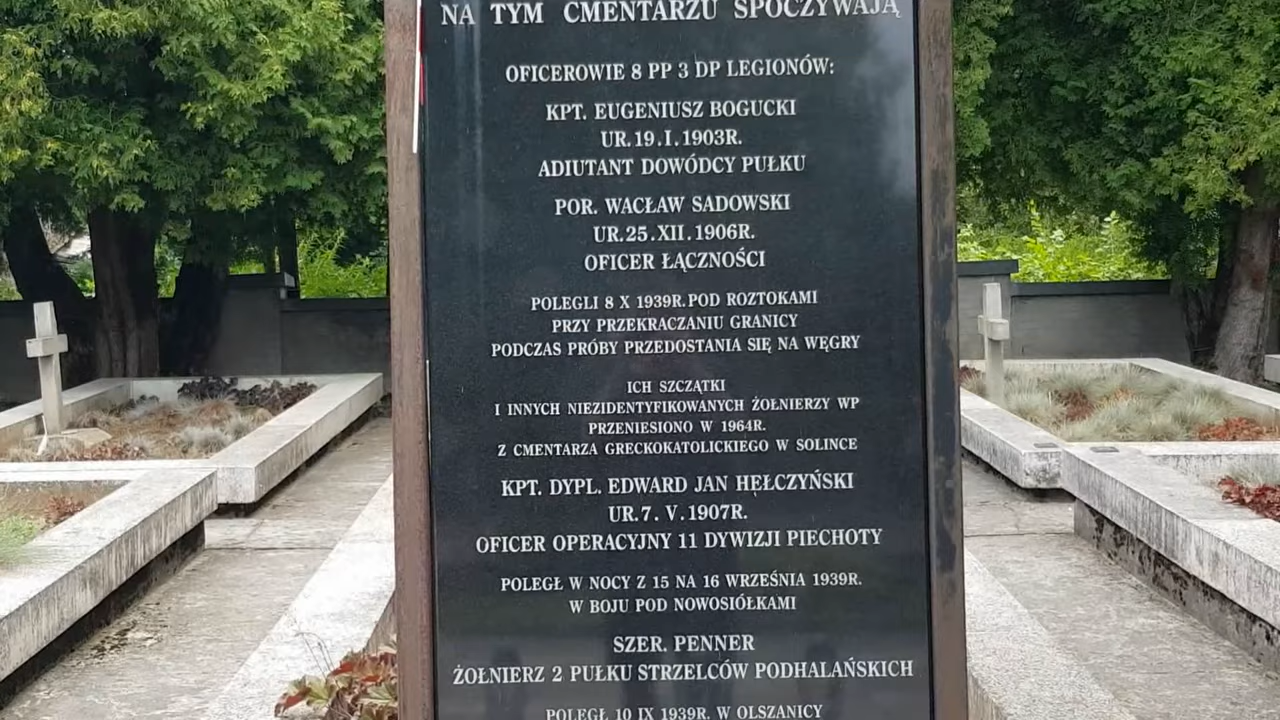 NA TYM CMENTARZU SPOCZYWAJĄ
OFICEROWIE 8 PP 3 DP LEGIONÓW:
KPT. EUGENIUSZ BOGUCKI
UR.19.I.1903R.
ADIUTANT DOWÓDCY PUŁKU
POR. WACŁAW SADOWSKI
UR.25.XII.1906R.
OFICER ŁĄCZNOŚCI
POLEGLI 8 X 1939R.POD ROZTOKAMI
PRZY PRZEKRACZANIU GRANICY
PODCZAS PRÓBY PRZEDOSTANIA SIĘ NA WĘGRY
ICH SZCZĄTKI
I INNYCH NIEZIDENTYFIKOWANYCH ŻOŁNIERZY WP
PRZENIESIONO W 1964R.
Z CMENTARZA GRECKOKATOLICKIEGO W SOLINCE
KPT. DYPL. EDWARD JAN HĘŁCZYŃSKI
UR.7. V.1907R.
OFICER OPERACYJNY 11 DYWIZJI PIECHOTY
POLEGŁ W NOCY Z 15 NA 16 WRZEŚNIA 1939R.
W BOJU POD NOWOSIÓŁKAMI
SZER. PENNER
ŻOŁNIERZ 2 PUŁKU STRZELCÓW PODHALAŃSKICH
POLEGŁ 10 IX 1939R. W OLSZANICY